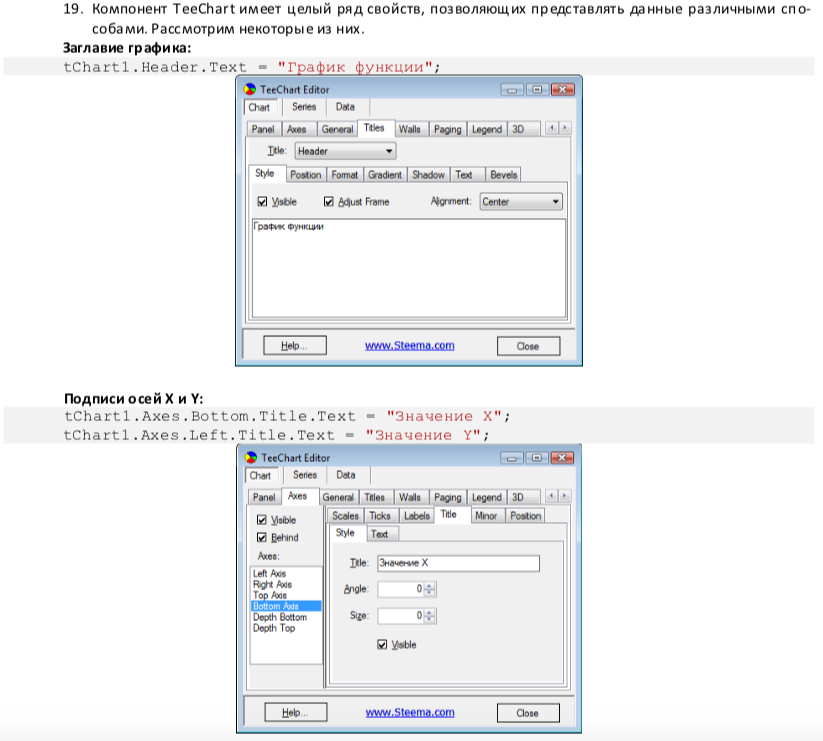 19. Компонент TeeChart имеет целый ряд свойств, позволяющих представлять данные различными спо-
собами. Рассмотрим некоторые из них.
Заглавие графика:
tChart1.Header.Text = "График функции";
TeeChart Editor
Chart Series Data
Panel Axes General Titles Walls Paging Legend 3D
Title: Header
Style Position Format Gradient Shadow Text Bevels
Visible Adjust Frame Alignment: Center
График функции
Help... www.Steema.com Close
Подписи осей X и Y:
tChart1.Axes.Bottom.Title.Text = "Значение X";
tChart1.Axes.Left.Title.Text = "Значение Y";
TeeChart Editor
Chart Series Data
Panel Axes General Titles Walls Paging Legend 3D
Visible
Behind
Axes:
Left Axis
Right Axis
Top Axis
Bottom Axis
Depth Bottom
Depth Top
Scales Ticks Labels Title Minor Position
Style Text
Title: Значение X
Angle: 0
Size: 0
Visible
Help... www.Steema.com Close